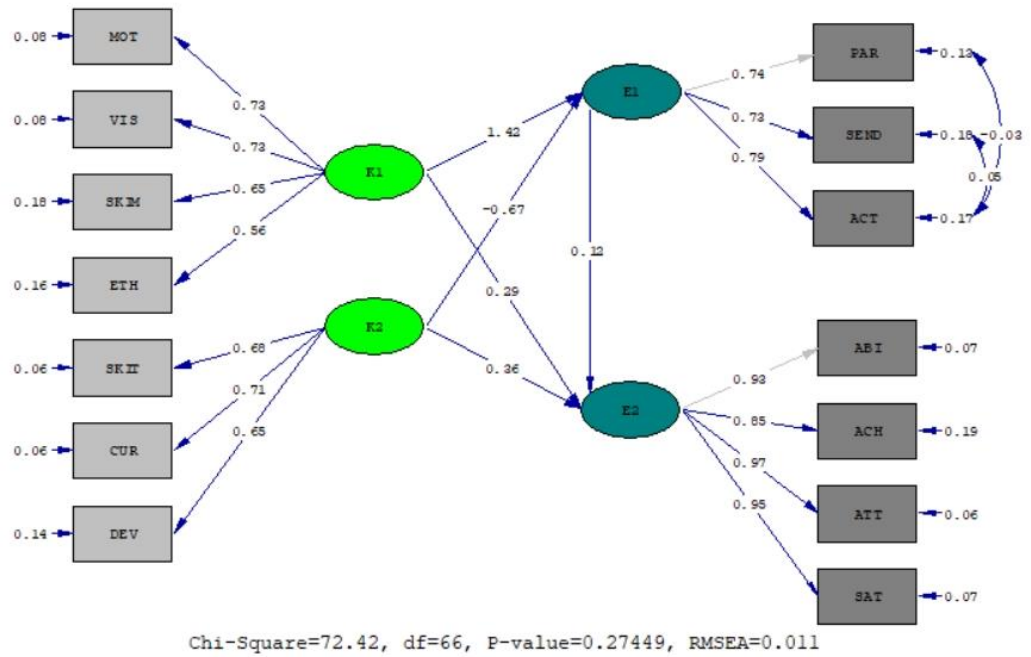 0.08 MOT
0.08 VIS
0.18 SKIM
0.16 ETH
0.06 SKIT
0.06 CUR
0.14 DEV
0.73
0.73
0.65
0.56
0.68
0.71
0.65
K1
K2
1.42
-0.67
0.29
0.36
E1
0.12
E2
0.74
0.73
0.79
0.93
0.85
0.97
0.95
PAR 0.13
SEND 0.18 -0.03
0.05
ACT 0.17
ABI 0.07
ACH 0.19
ATT 0.06
SAT 0.07
Chi-Square=72.42, df=66, P-value=0.27449, RMSEA=0.011